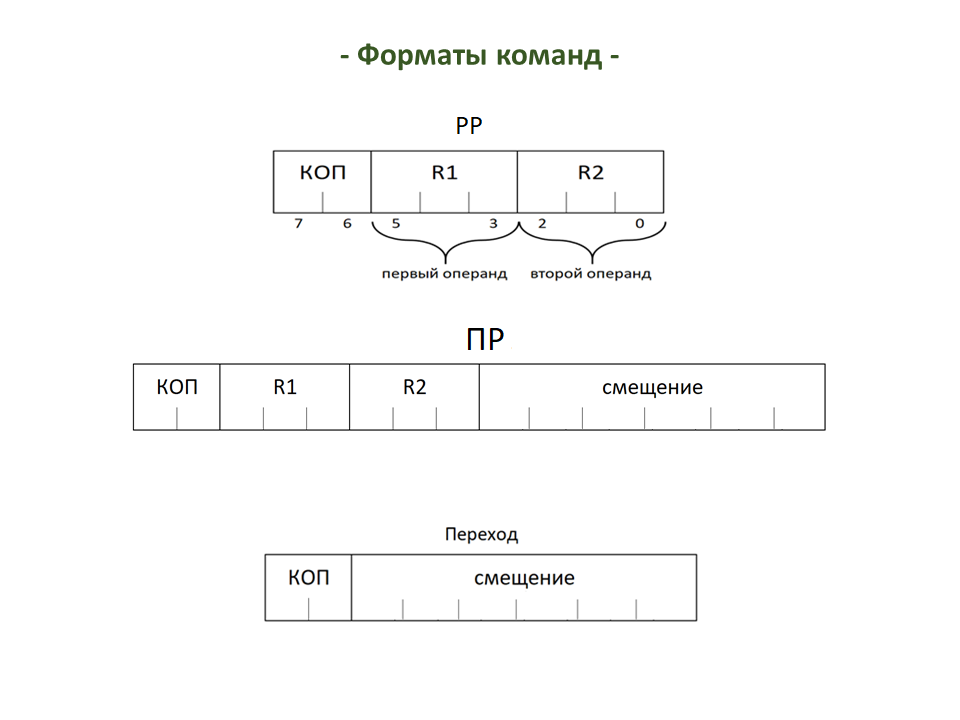 - Форматы команд -
РР
КОП R1 R2
7 6 5 3 2 0
первый операнд второй операнд
ПР
КОП R1 R2 смещение
Переход
КОП смещение